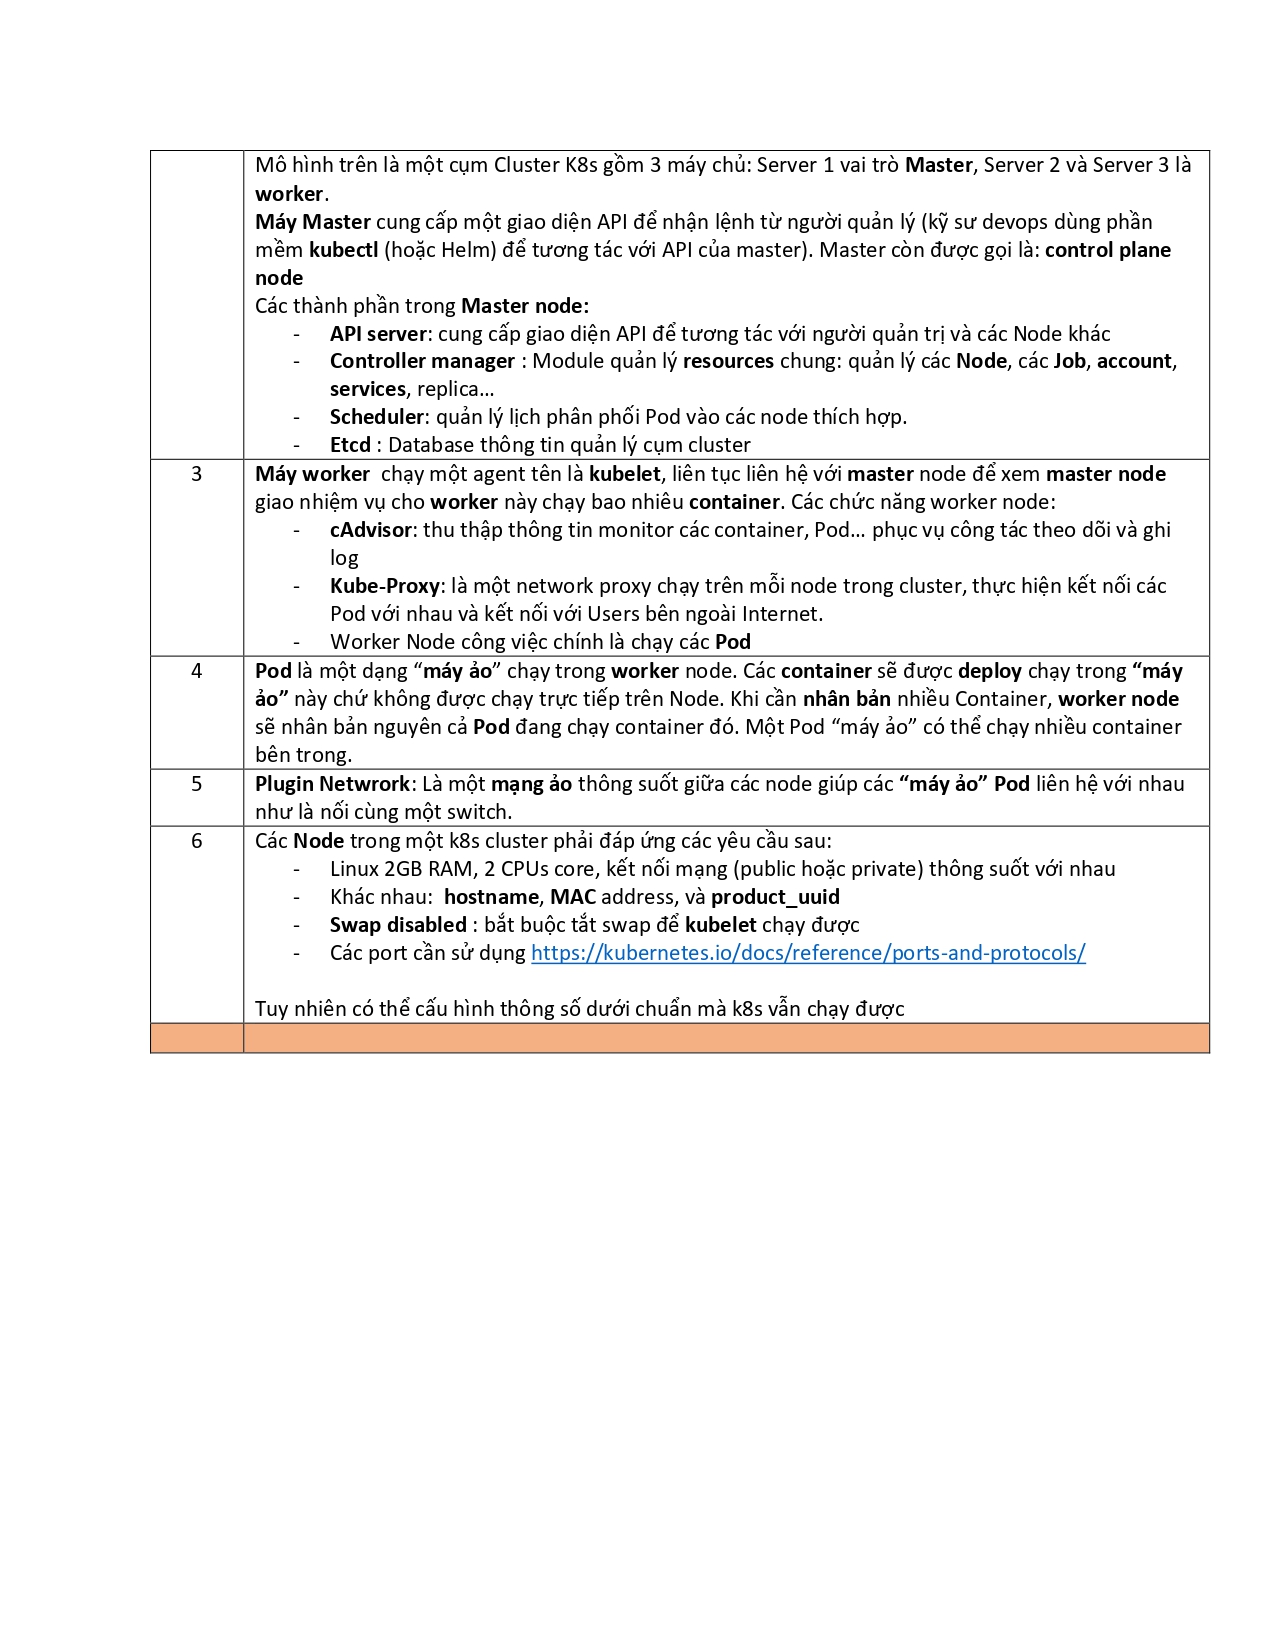 Mô hình trên là một cụm Cluster K8s gồm 3 máy chủ: Server 1 vai trò Master, Server 2 và Server 3 là
worker.
Máy Master cung cấp một giao diện API để nhận lệnh từ người quản lý (kỹ sư devops dùng phần
mềm kubectl (hoặc Helm) để tương tác với API của master). Master còn được gọi là: control plane
node
Các thành phần trong Master node:
- API server: cung cấp giao diện API để tương tác với người quản trị và các Node khác
- Controller manager : Module quản lý resources chung: quản lý các Node, các Job, account,
services, replica…
- Scheduler: quản lý lịch phân phối Pod vào các node thích hợp.
- Etcd : Database thông tin quản lý cụm cluster
3 Máy worker  chạy một agent tên là kubelet, liên tục liên hệ với master node để xem master node
giao nhiệm vụ cho worker này chạy bao nhiêu container. Các chức năng worker node:
- cAdvisor: thu thập thông tin monitor các container, Pod… phục vụ công tác theo dõi và ghi
log
- Kube-Proxy: là một network proxy chạy trên mỗi node trong cluster, thực hiện kết nối các
Pod với nhau và kết nối với Users bên ngoài Internet.
- Worker Node công việc chính là chạy các Pod
4 Pod là một dạng “máy ảo” chạy trong worker node. Các container sẽ được deploy chạy trong “máy
ảo” này chứ không được chạy trực tiếp trên Node. Khi cần nhân bản nhiều Container, worker node
sẽ nhân bản nguyên cả Pod đang chạy container đó. Một Pod “máy ảo” có thể chạy nhiều container
bên trong.
5 Plugin Netwrork: Là một mạng ảo thông suốt giữa các node giúp các “máy ảo” Pod liên hệ với nhau
như là nối cùng một switch.
6 Các Node trong một k8s cluster phải đáp ứng các yêu cầu sau:
- Linux 2GB RAM, 2 CPUs core, kết nối mạng (public hoặc private) thông suốt với nhau
- Khác nhau:  hostname, MAC address, và product_uuid
- Swap disabled : bắt buộc tắt swap để kubelet chạy được
- Các port cần sử dụng https://kubernetes.io/docs/reference/ports-and-protocols/
Tuy nhiên có thể cấu hình thông số dưới chuẩn mà k8s vẫn chạy được